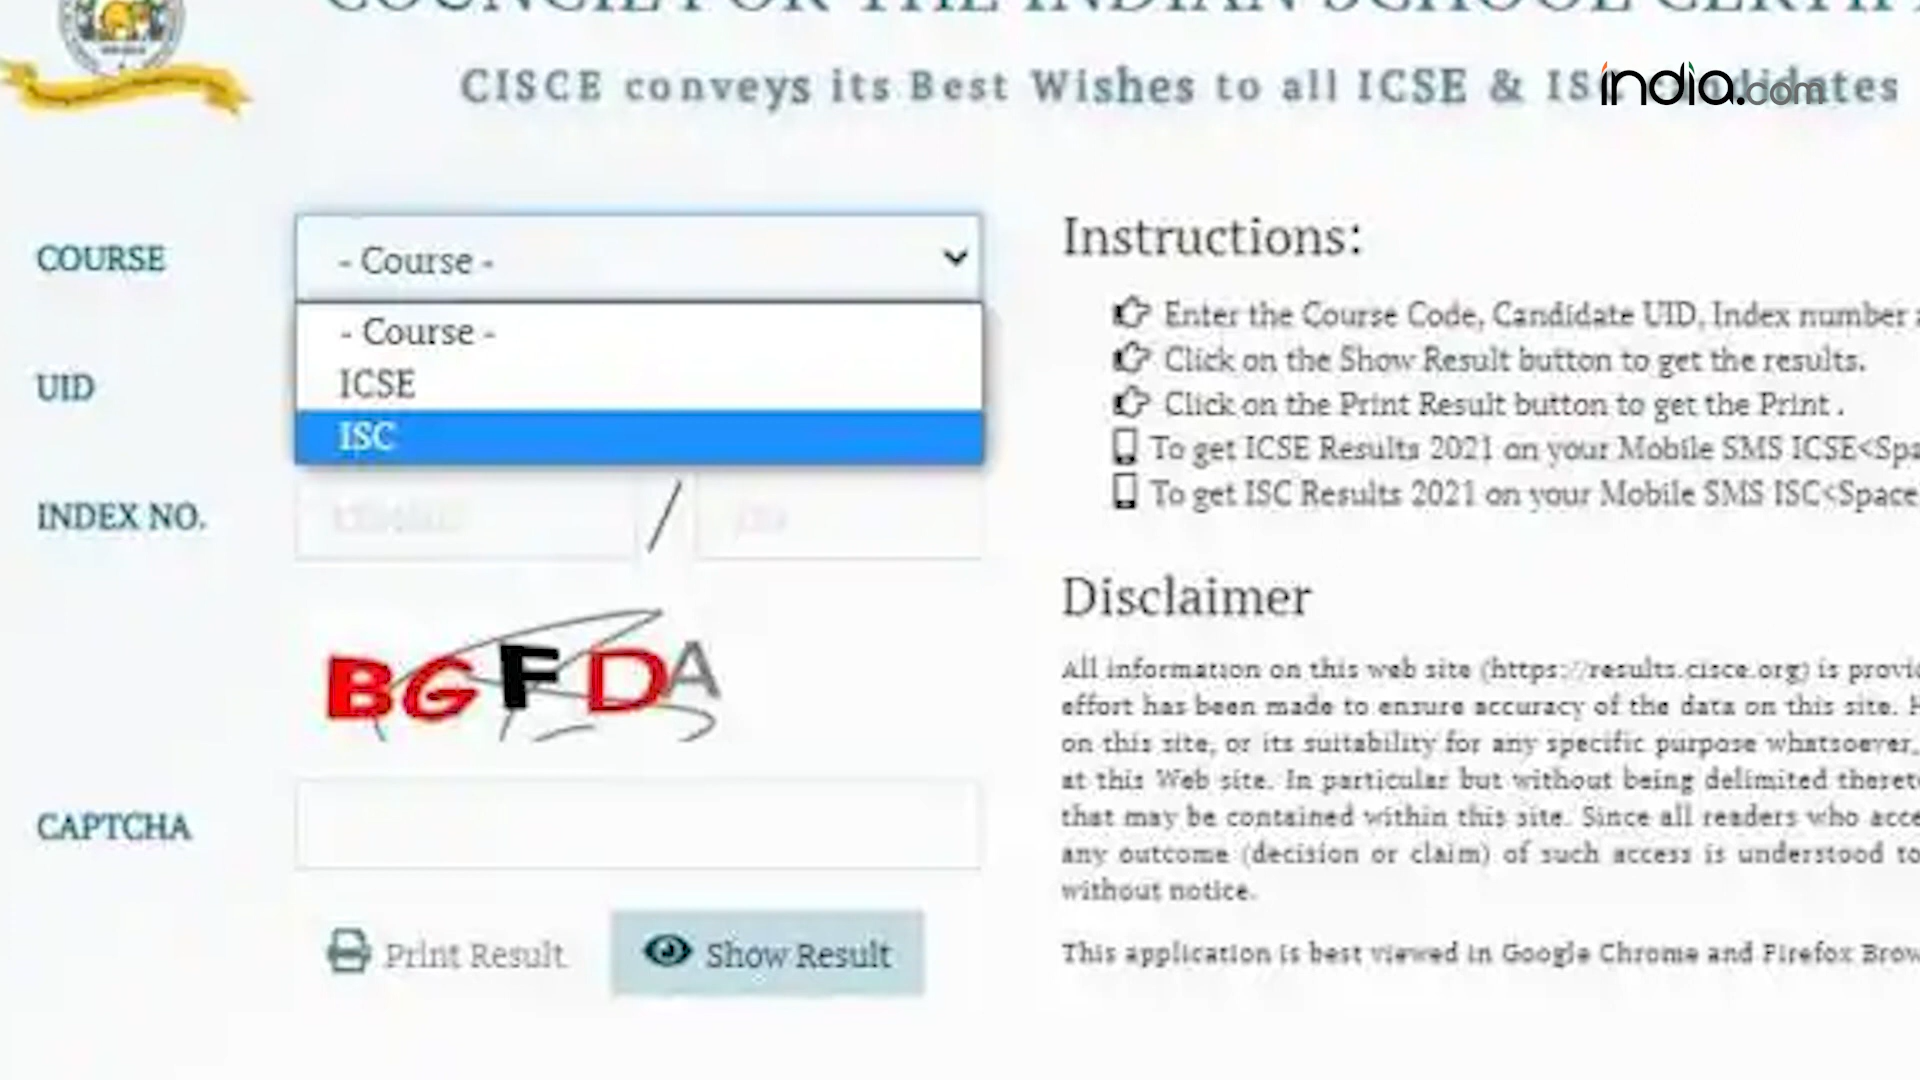 COUNCIL FOR THE INDIAN SCHOOL CERTIF
CISCE conveys its Best Wishes to all ICSE & IS
india.com
COURSE
- Course -
- Course -
ICSE
ISC
UID
INDEX NO.
/
BGFDA
CAPTCHA
Print Result
Show Result
Instructions:
Enter the Course Code, Candidate UID, Index number
Click on the Show Result button to get the results.
Click on the Print Result button to get the Print .
To get ICSE Results 2021 on your Mobile SMS ICSE<Spa
To get ISC Results 2021 on your Mobile SMS ISC<Space
Disclaimer
All information on this web site (https://results.cisce.org) is provi
effort has been made to ensure accuracy of the data on this site. H
on this site, or its suitability for any specific purpose whatsoever,
at this Web site. In particular but without being delimited theret
that may be contained within this site. Since all readers who acce
any outcome (decision or claim) of such access is understood to
without notice.
This application is best viewed in Google Chrome and Firefox Brow